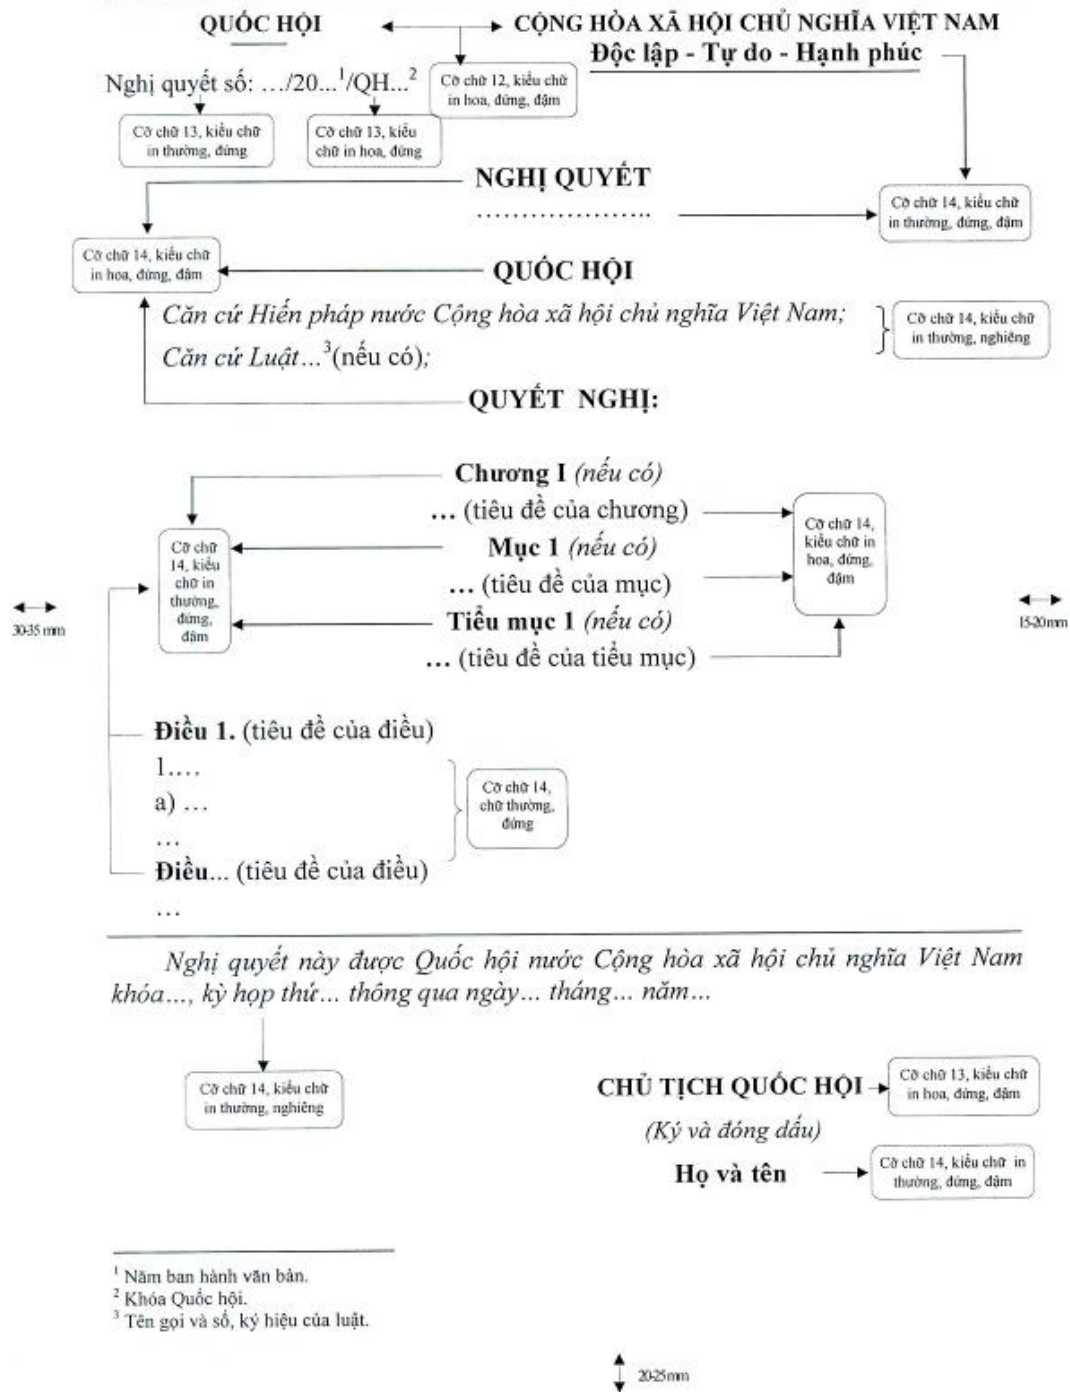 QUỐC HỘI
CỘNG HÒA XÃ HỘI CHỦ NGHĨA VIỆT NAM
Độc lập - Tự do - Hạnh phúc
Nghị quyết số: …/20...¹/QH...²
Cỡ chữ 12, kiểu chữ
in hoa, đứng, đậm
Cỡ chữ 13, kiểu chữ
in thường, đứng
Cỡ chữ 13, kiểu
chữ in hoa, đứng
NGHỊ QUYẾT
...................
Cỡ chữ 14, kiểu chữ
in thường, đứng, đậm
Cỡ chữ 14, kiểu chữ
in hoa, đứng, đậm
QUỐC HỘI
Căn cứ Hiến pháp nước Cộng hòa xã hội chủ nghĩa Việt Nam;
Căn cứ Luật...³(nếu có);
Cỡ chữ 14, kiểu chữ
in thường, nghiêng
QUYẾT NGHỊ:
Chương I (nếu có)
... (tiêu đề của chương)
Mục 1 (nếu có)
... (tiêu đề của mục)
Tiểu mục 1 (nếu có)
... (tiêu đề của tiểu mục)
Cỡ chữ
14, kiểu
chữ in
thường,
đứng,
đậm
Cỡ chữ 14,
kiểu chữ in
hoa, đứng,
đậm
30-35 mm
15-20mm
Điều 1. (tiêu đề của điều)
1....
a) …
…
Cỡ chữ 14,
chữ thường,
đứng
Điều... (tiêu đề của điều)
…
Nghị quyết này được Quốc hội nước Cộng hòa xã hội chủ nghĩa Việt Nam
khóa..., kỳ họp thứ... thông qua ngày... tháng... năm...
Cỡ chữ 14, kiểu chữ
in thường, nghiêng
CHỦ TỊCH QUỐC HỘI
Cỡ chữ 13, kiểu chữ
in hoa, đứng, đậm
(Ký và đóng dấu)
Họ và tên
Cỡ chữ 14, kiểu chữ in
thường, đứng, đậm
¹ Năm ban hành văn bản.
² Khóa Quốc hội.
³ Tên gọi và số, ký hiệu của luật.
20-25mm